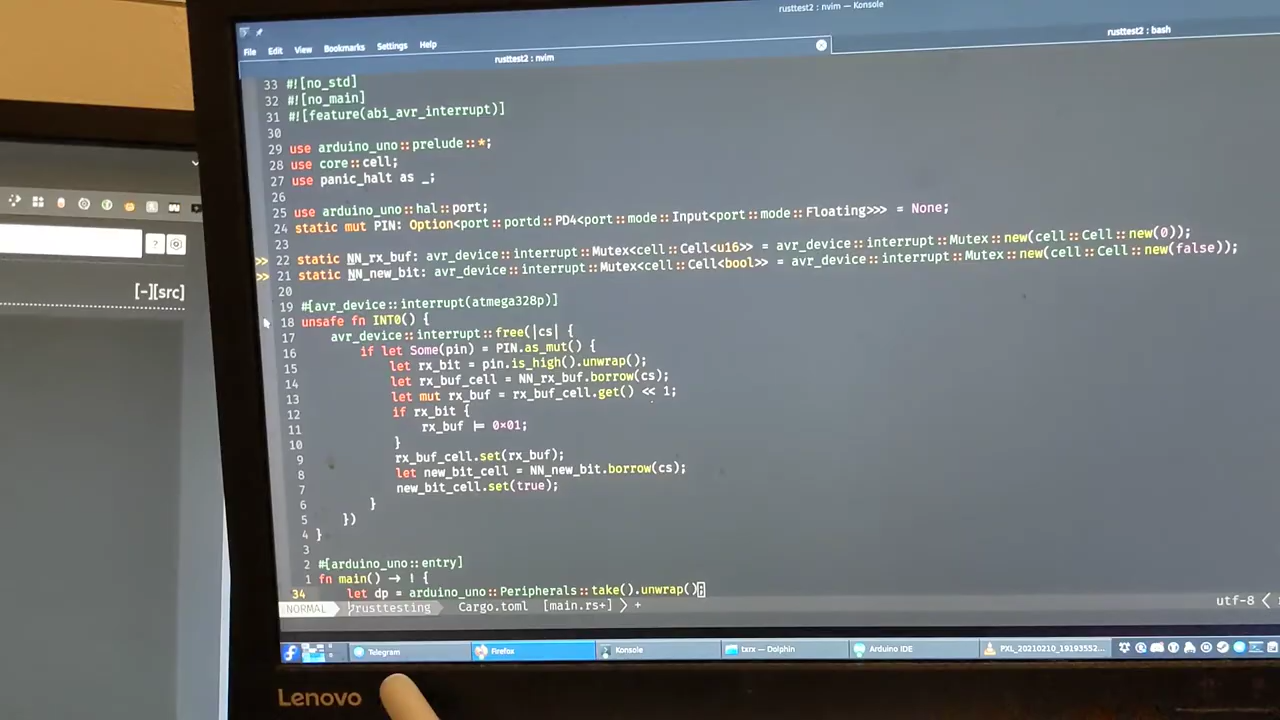 rusttest2 : nvim — Konsole
File Edit View Bookmarks Settings Help
rusttest2 : nvim
rusttest2 : bash
33 #![no_std]
32 #![no_main]
31 #![feature(abi_avr_interrupt)]
30
29 use arduino_uno::prelude::*;
28 use core::cell;
27 use panic_halt as _;
26
25 use arduino_uno::hal::port;
24 static mut PIN: Option<port::portd::PD4<port::mode::Input<port::mode::Floating>>> = None;
23
>> 22 static NN_rx_buf: avr_device::interrupt::Mutex<cell::Cell<u16>> = avr_device::interrupt::Mutex::new(cell::Cell::new(0));
>> 21 static NN_new_bit: avr_device::interrupt::Mutex<cell::Cell<bool>> = avr_device::interrupt::Mutex::new(cell::Cell::new(false));
20
19 #[avr_device::interrupt(atmega328p)]
18 unsafe fn INT0() {
17 avr_device::interrupt::free(|cs| {
16 if let Some(pin) = PIN.as_mut() {
15 let rx_bit = pin.is_high().unwrap();
14 let rx_buf_cell = NN_rx_buf.borrow(cs);
13 let mut rx_buf = rx_buf_cell.get() << 1;
12 if rx_bit {
11 rx_buf |= 0x01;
10 }
9 rx_buf_cell.set(rx_buf);
8 let new_bit_cell = NN_new_bit.borrow(cs);
7 new_bit_cell.set(true);
6 }
5 })
4 }
3
2 #[arduino_uno::entry]
1 fn main() -> ! {
34 let dp = arduino_uno::Peripherals::take().unwrap();
NORMAL rusttesting Cargo.toml [main.rs+] +
utf-8
[-][src]
Telegram Firefox Konsole txrx — Dolphin Arduino IDE PXL_20210210_19193552...
Lenovo